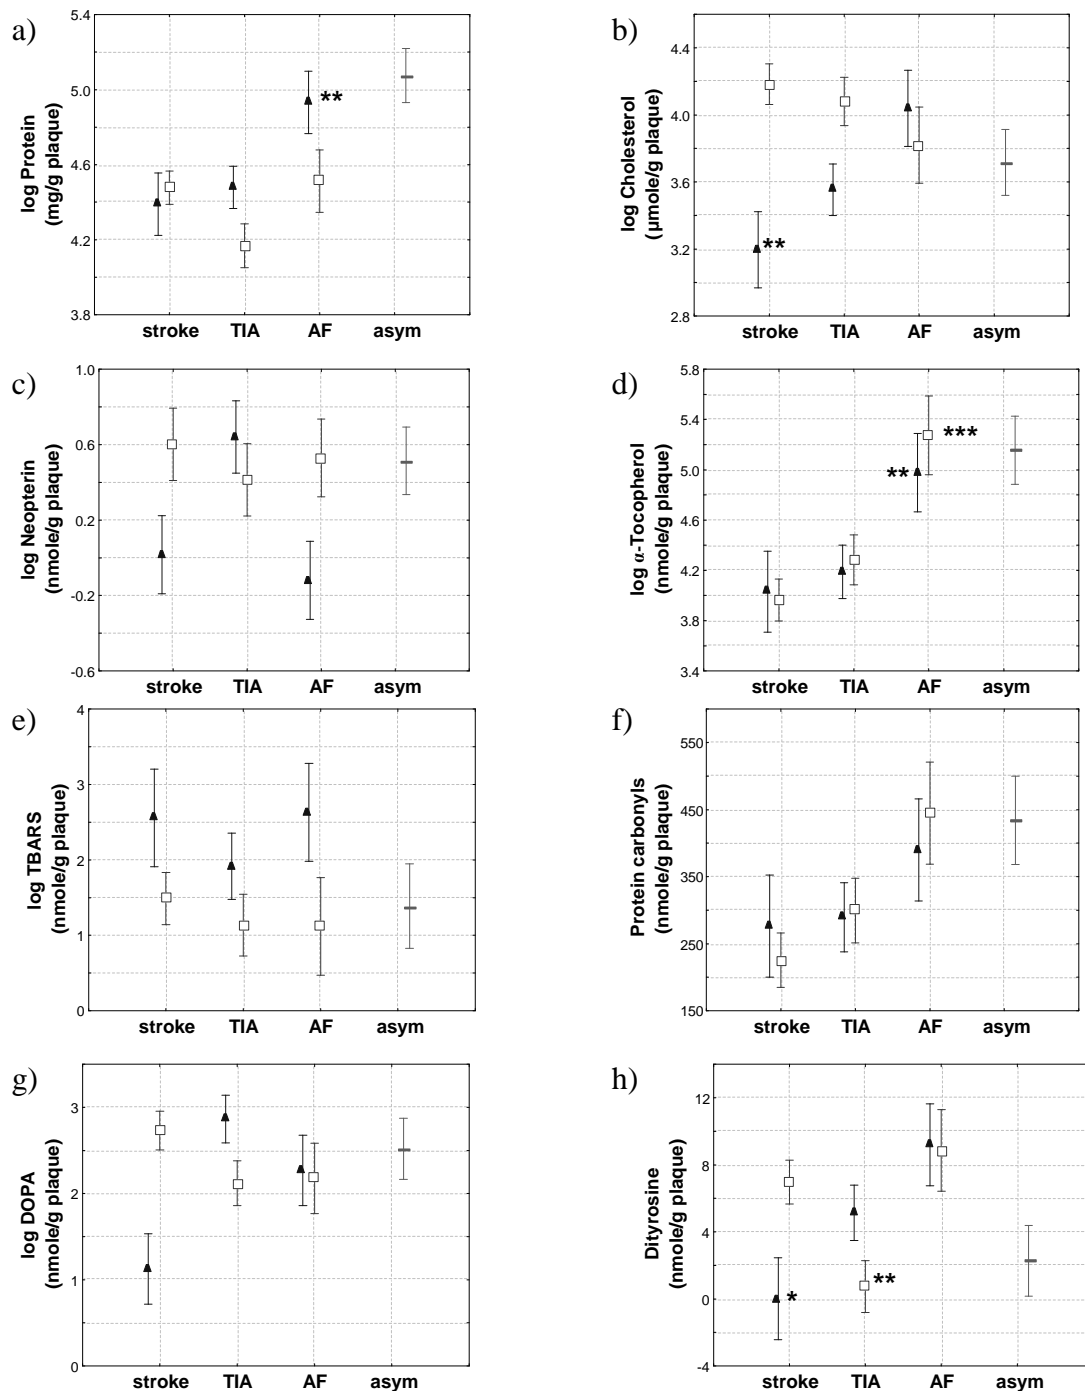 a)
5.4
5.0
4.6
4.2
3.8
log Protein
(mg/g plaque)
**
stroke TIA AF asym
b)
4.4
4.0
3.6
3.2
2.8
log Cholesterol
(µmole/g plaque)
**
stroke TIA AF asym
c)
1.0
0.6
0.2
-0.2
-0.6
log Neopterin
(nmole/g plaque)
stroke TIA AF asym
d)
5.8
5.4
5.0
4.6
4.2
3.8
3.4
log α-Tocopherol
(nmole/g plaque)
**
***
stroke TIA AF asym
e)
4
3
2
1
0
log TBARS
(nmole/g plaque)
stroke TIA AF asym
f)
550
450
350
250
150
Protein carbonyls
(nmole/g plaque)
stroke TIA AF asym
g)
3
2
1
0
log DOPA
(nmole/g plaque)
stroke TIA AF asym
h)
12
8
4
0
-4
Dityrosine
(nmole/g plaque)
*
**
stroke TIA AF asym